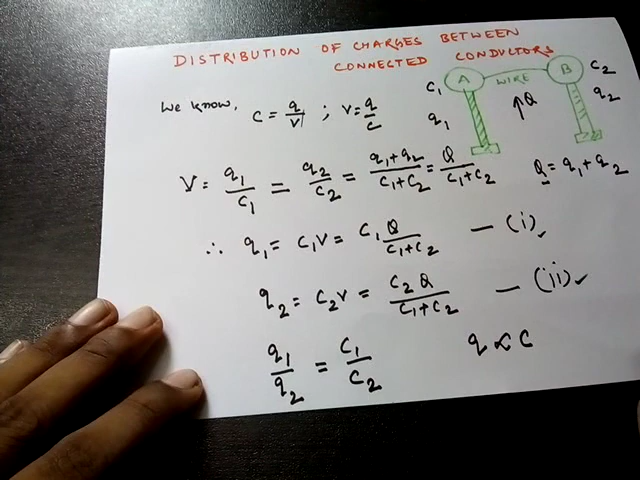 DISTRIBUTION OF CHARGES BETWEEN
CONNECTED CONDUCTORS
A WIRE B
C₁ C₂
q₁ ↑Q q₂
We know, C = q/V ; V = q/C
V = q₁/C₁ = q₂/C₂ = (q₁+q₂)/(C₁+C₂) = Q/(C₁+C₂) Q = q₁+q₂
∴ q₁ = C₁V = C₁Q/(C₁+C₂) — (i)
q₂ = C₂V = C₂Q/(C₁+C₂) — (ii)
q₁/q₂ = C₁/C₂ q ∝ C